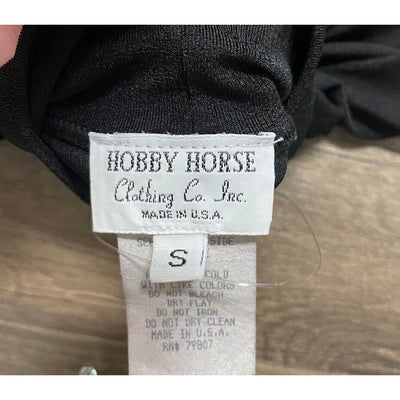 HOBBY HORSE
Clothing Co. Inc.
MADE IN U.S.A.
SIDE
S
COLD
WITH LIKE COLORS
DO NOT BLEACH
DRY FLAT
DO NOT IRON
DO NOT DRY CLEAN
MADE IN U.S.A.
RN# 79807